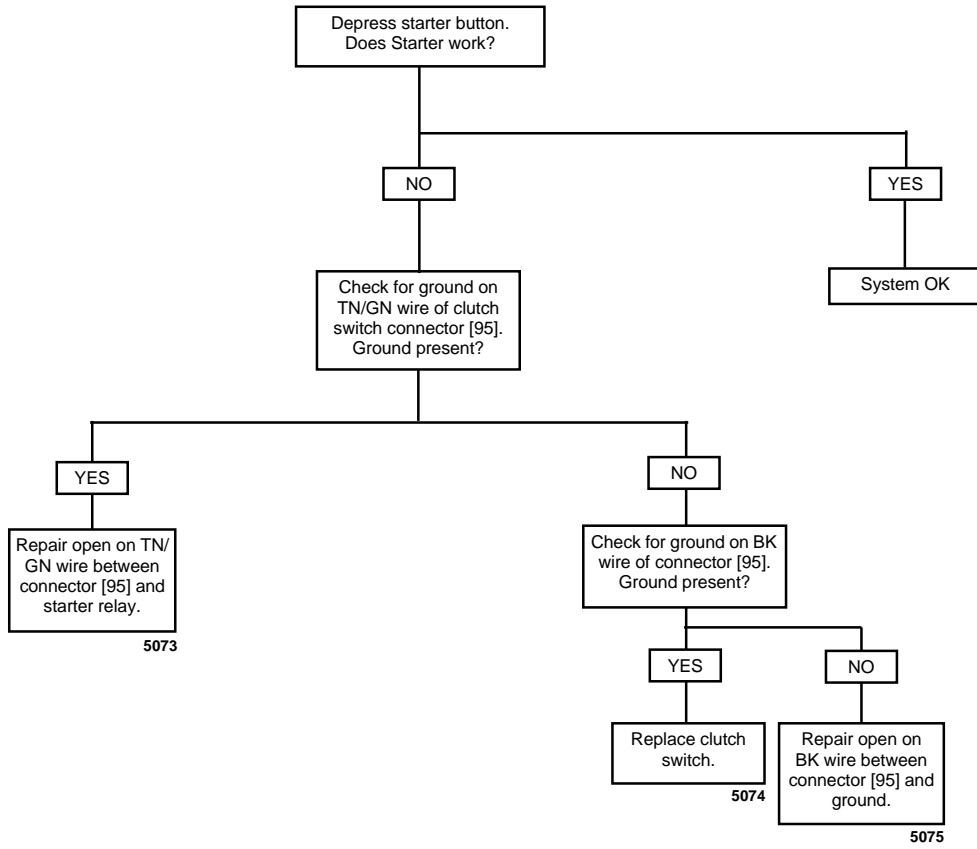 Depress starter button.
Does Starter work?
NO
YES
Check for ground on
TN/GN wire of clutch
switch connector [95].
Ground present?
System OK
YES
NO
Repair open on TN/
GN wire between
connector [95] and
starter relay.
5073
Check for ground on BK
wire of connector [95].
Ground present?
YES
NO
Replace clutch
switch.
5074
Repair open on
BK wire between
connector [95] and
ground.
5075